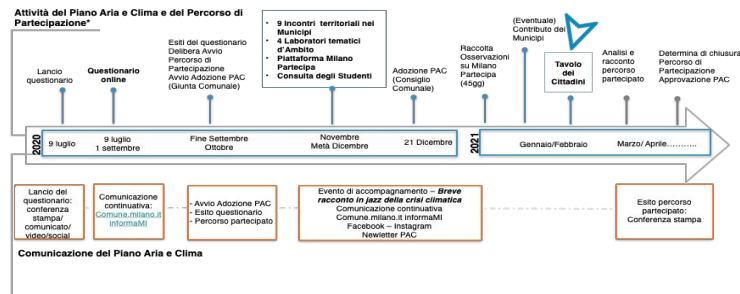 Attività del Piano Aria e Clima e del Percorso di
Partecipazione*
Lancio
questionario
Questionario
online
Esiti del questionario
Delibera Avvio
Percorso di
Partecipazione
Avvio Adozione PAC
(Giunta Comunale)
• 9 Incontri territoriali nei
Municipi
• 4 Laboratori tematici
d'Ambito
• Piattaforma Milano
Partecipa
• Consulta degli Studenti
Adozione PAC
(Consiglio
Comunale)
Raccolta
Osservazioni
su Milano
Partecipa
(45gg)
(Eventuale)
Contributo dei
Municipi
Tavolo
dei
Cittadini
Analisi e
racconto
percorso
partecipato
Determina di chiusura
Percorso di
Partecipazione
Approvazione PAC
2020
9 luglio
9 luglio
1 settembre
Fine Settembre
Ottobre
Novembre
Metà Dicembre
21 Dicembre
2021
Gennaio/Febbraio
Marzo/ Aprile………..
Lancio del
questionario:
conferenza
stampa/
comunicato/
video/social
Comunicazione
continuativa:
Comune.milano.it
informaMI
- Avvio Adozione PAC
- Esito questionario
- Percorso partecipato
Evento di accompagnamento – Breve
racconto in jazz della crisi climatica
Comunicazione continuativa
Comune.milano.it informaMI
Facebook – Instagram
Newletter PAC
Esito percorso
partecipato:
Conferenza stampa
Comunicazione del Piano Aria e Clima